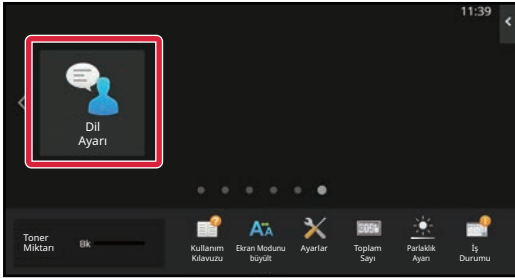 11:39
Dil
Ayarı
Toner
Miktarı
Bk
Kullanım
Kılavuzu
Ekran Modunu
büyült
Ayarlar
Toplam
Sayı
Parlaklık
Ayarı
İş
Durumu